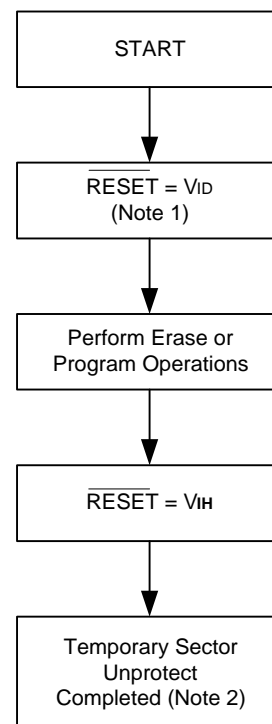 START
RESET = VID
(Note 1)
Perform Erase or
Program Operations
RESET = VIH
Temporary Sector
Unprotect
Completed (Note 2)